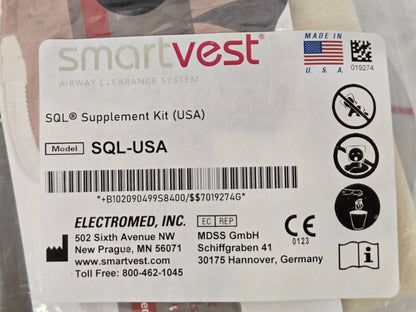 smartvest®
AIRWAY CLEARANCE SYSTEM
MADE IN
U. S. A.
019274
SQL® Supplement Kit (USA)
Model SQL-USA
*+B102090499S8400/$$7019274G*
ELECTROMED, INC.
502 Sixth Avenue NW
New Prague, MN 56071
www.smartvest.com
Toll Free: 800-462-1045
EC REP
MDSS GmbH
Schiffgraben 41
30175 Hannover, Germany
CE
0123